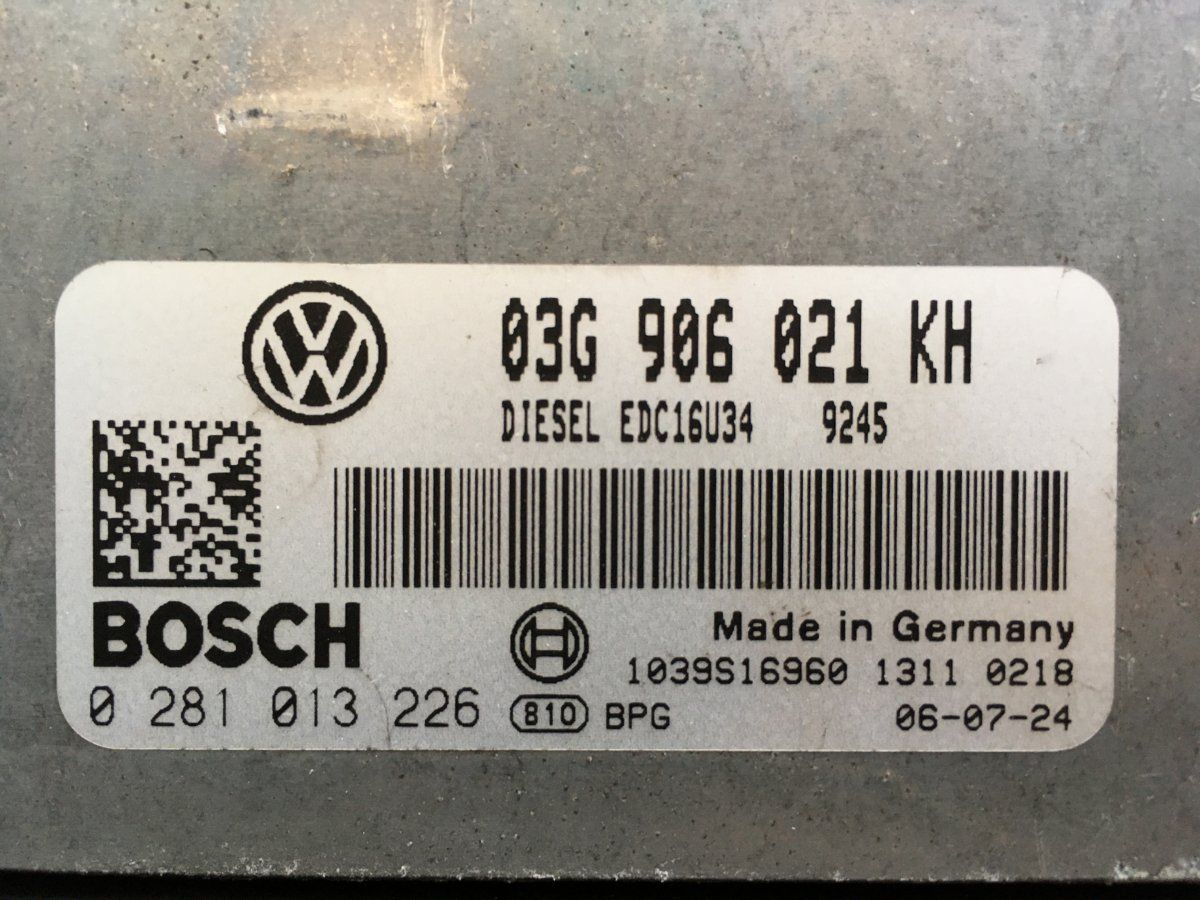 03G 906 021 KH
DIESEL EDC16U34 9245
BOSCH
Made in Germany
1039S16960 1311 0218
0 281 013 226 810 BPG 06-07-24